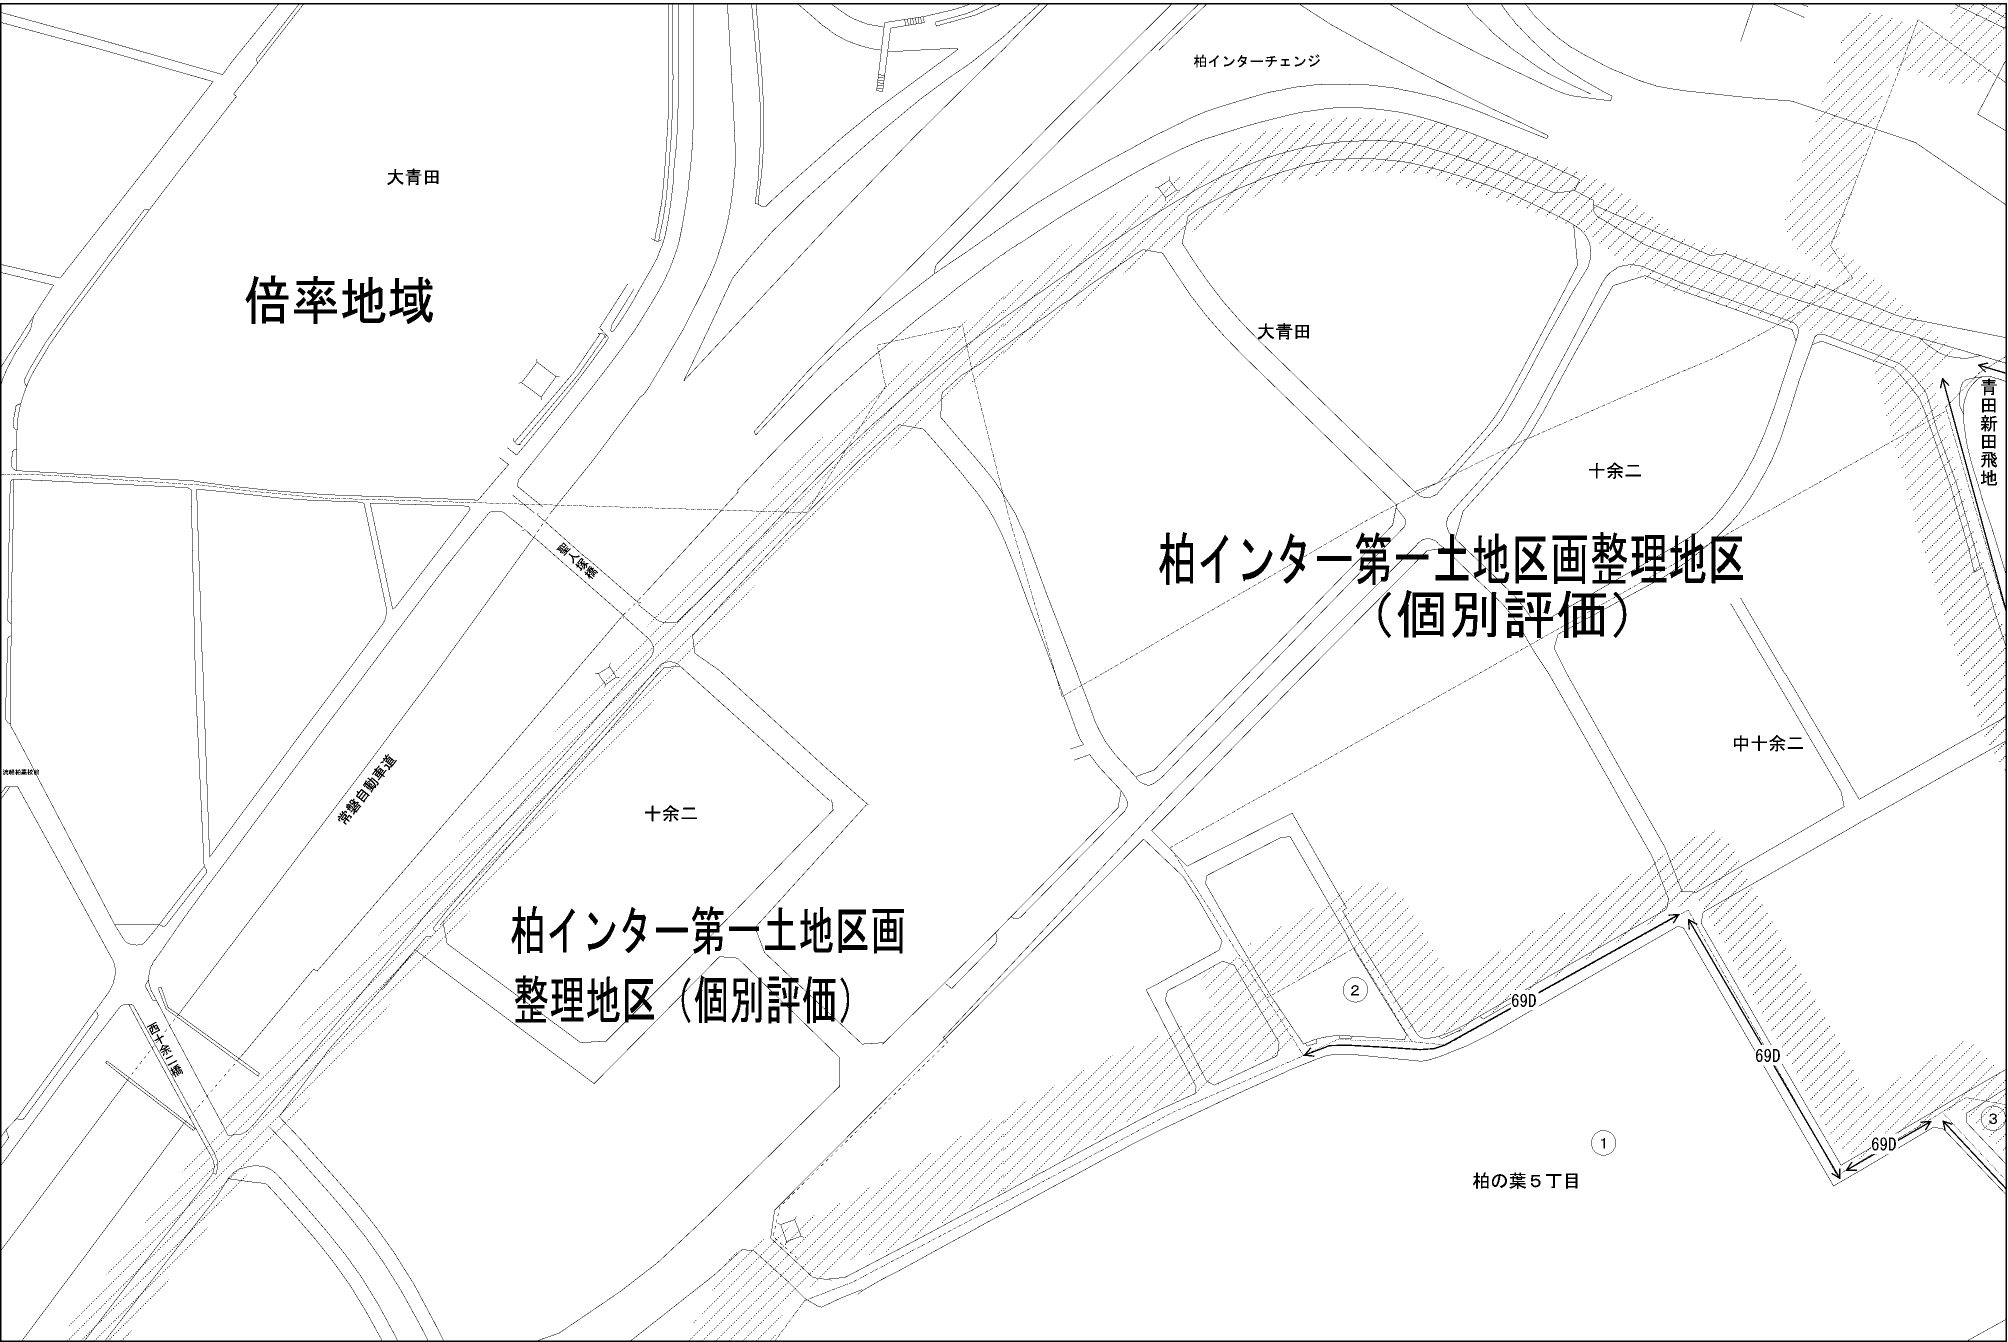 柏インターチェンジ
大青田
倍率地域
大青田
青田新田飛地
十余二
柏インター第一土地区画整理地区
（個別評価）
聖人塚橋
中十余二
常磐自動車道
十余二
柏インター第一土地区画
整理地区（個別評価）
2
69D
西十余二橋
69D
3
1
69D
柏の葉５丁目